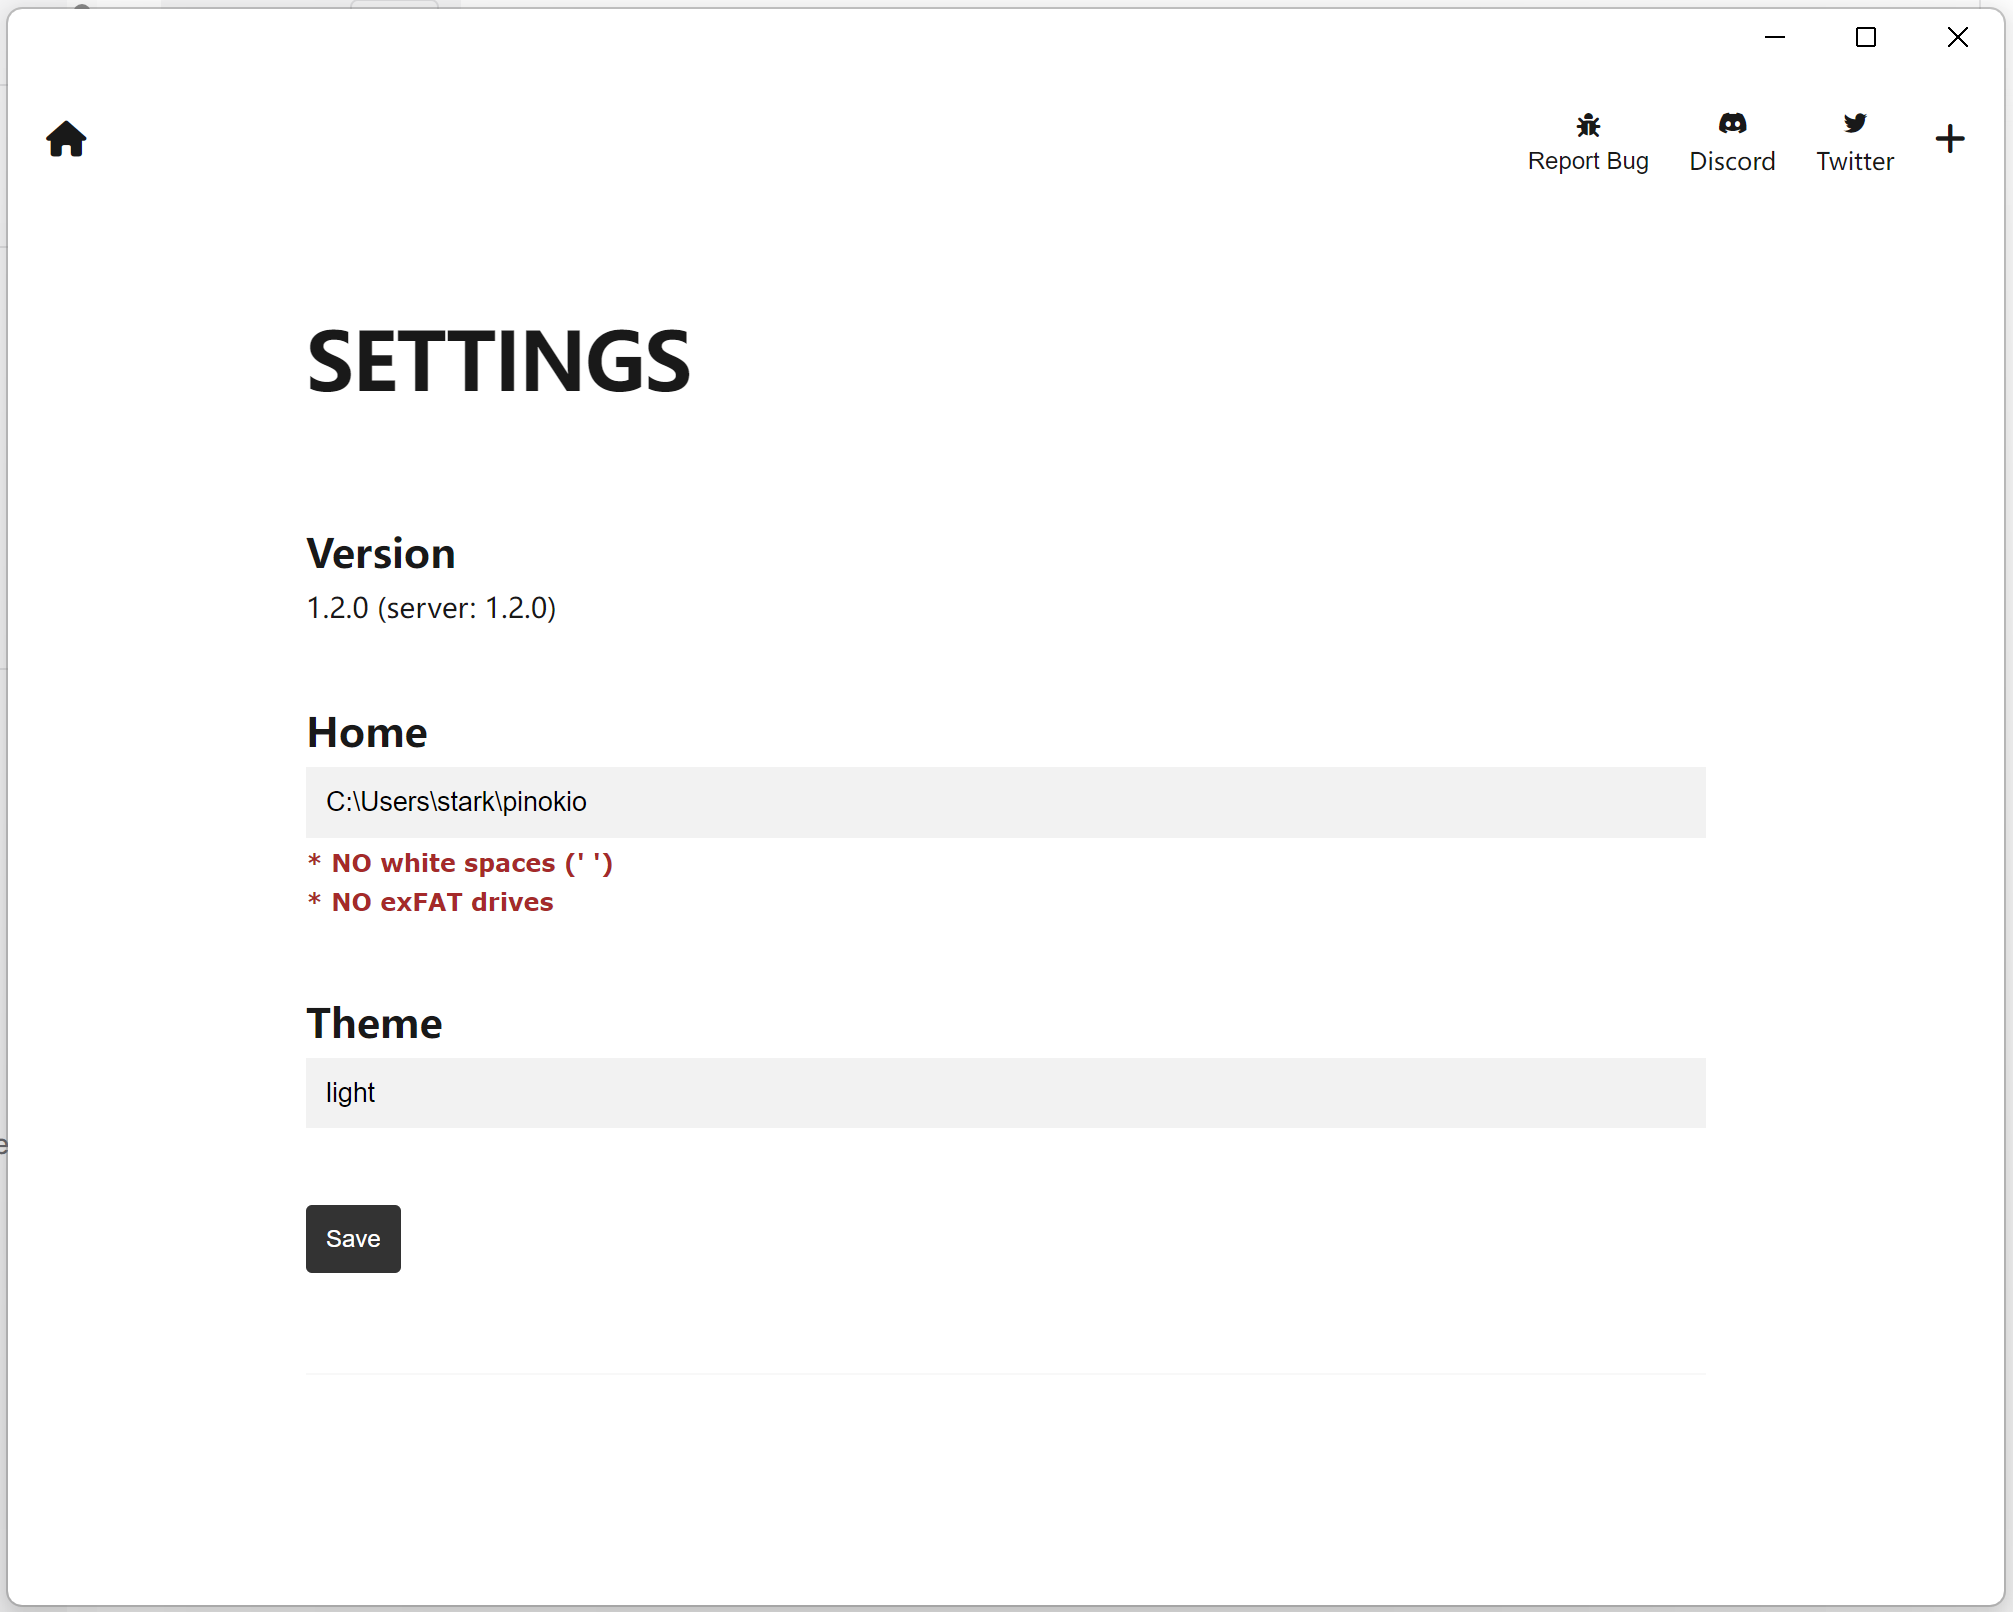 Report Bug
Discord
Twitter
SETTINGS
Version
1.2.0 (server: 1.2.0)
Home
C:\Users\stark\pinokio
* NO white spaces (' ')
* NO exFAT drives
Theme
light
Save